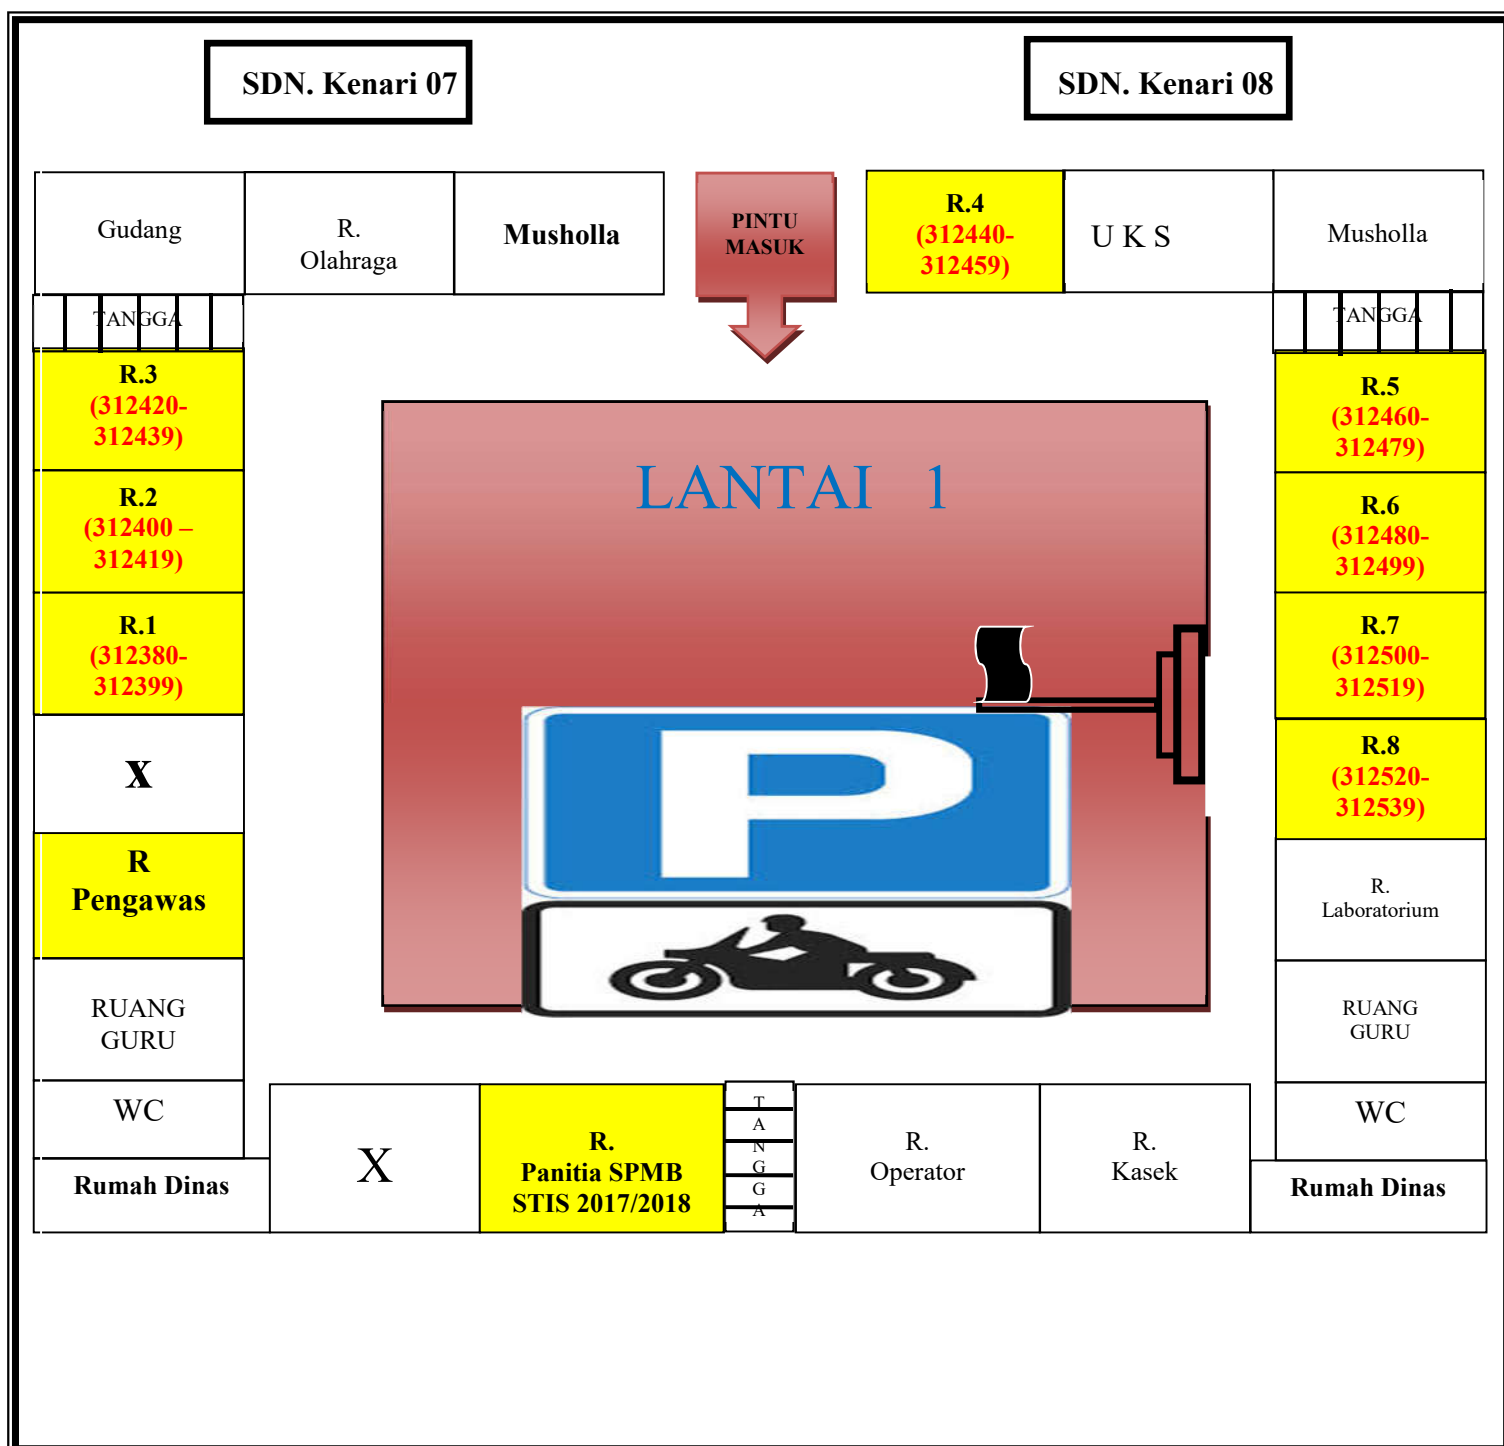 SDN. Kenari 07
SDN. Kenari 08
Gudang
R.
Olahraga
Musholla
PINTU
MASUK
R.4
(312440-
312459)
U K S
Musholla
TANGGA
TANGGA
R.3
(312420-
312439)
R.2
(312400 –
312419)
R.1
(312380-
312399)
X
R
Pengawas
RUANG
GURU
WC
Rumah Dinas
LANTAI 1
P
R.5
(312460-
312479)
R.6
(312480-
312499)
R.7
(312500-
312519)
R.8
(312520-
312539)
R.
Laboratorium
RUANG
GURU
WC
Rumah Dinas
X
R.
Panitia SPMB
STIS 2017/2018
T
A
N
G
G
A
R.
Operator
R.
Kasek